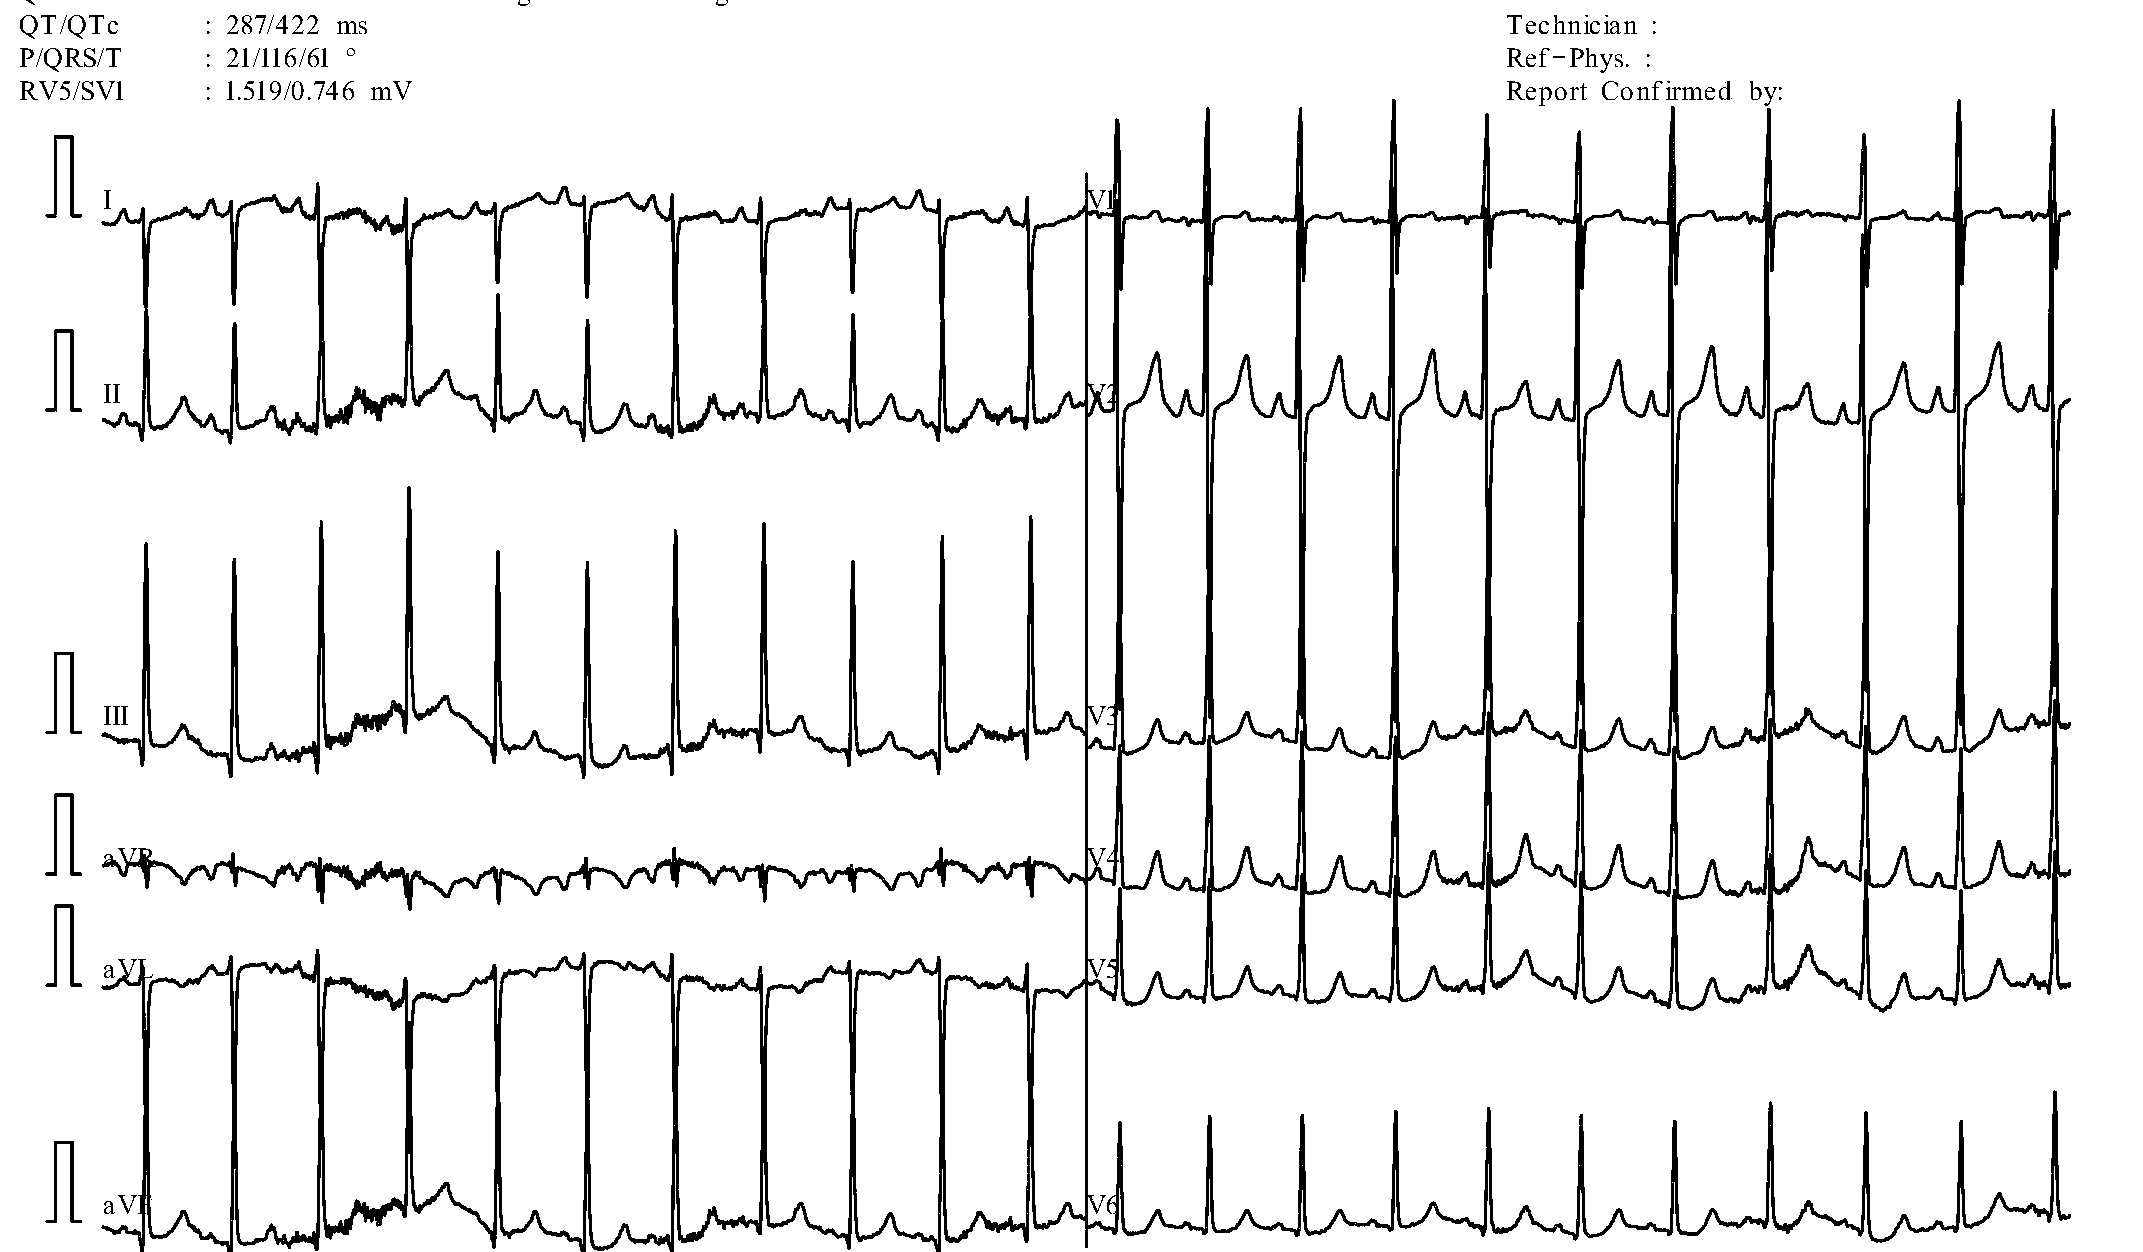 QT/QTc : 287/422 ms
P/QRS/T : 21/116/61 °
RV5/SV1 : 1.519/0.746 mV
Technician :
Ref-Phys. :
Report Confirmed by:
I
II
III
aVR
aVL
aVF
V1
V2
V3
V4
V5
V6